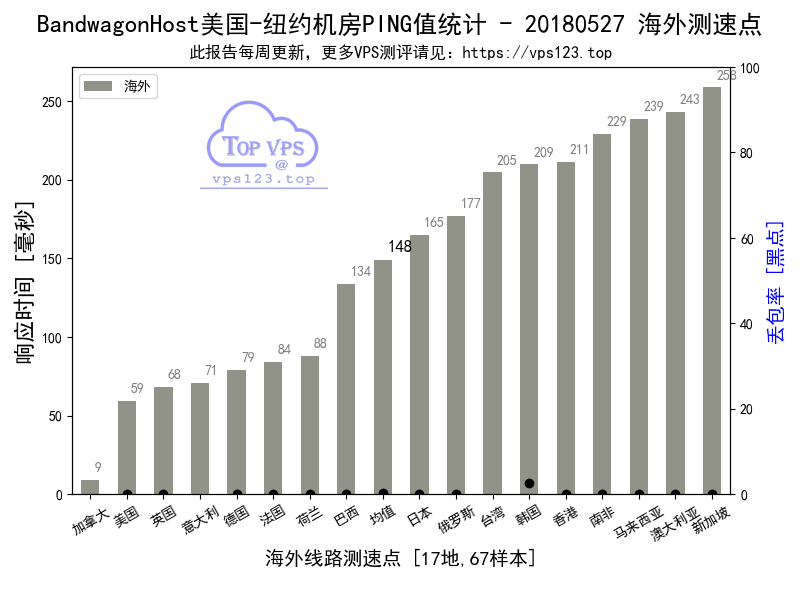 BandwagonHost美国-纽约机房PING值统计 - 20180527 海外测速点
此报告每周更新，更多VPS测评请见：https://vps123.top
海外
TOP VPS
@
vps123.top
响应时间 [毫秒]
丢包率 [黑点]
250
200
150
100
50
0
100
80
60
40
20
0
9
59
68
71
79
84
88
134
148
165
177
205
209
211
229
239
243
258
加拿大
美国
英国
意大利
德国
法国
荷兰
巴西
均值
日本
俄罗斯
台湾
韩国
香港
南非
马来西亚
澳大利亚
新加坡
海外线路测速点 [17地,67样本]